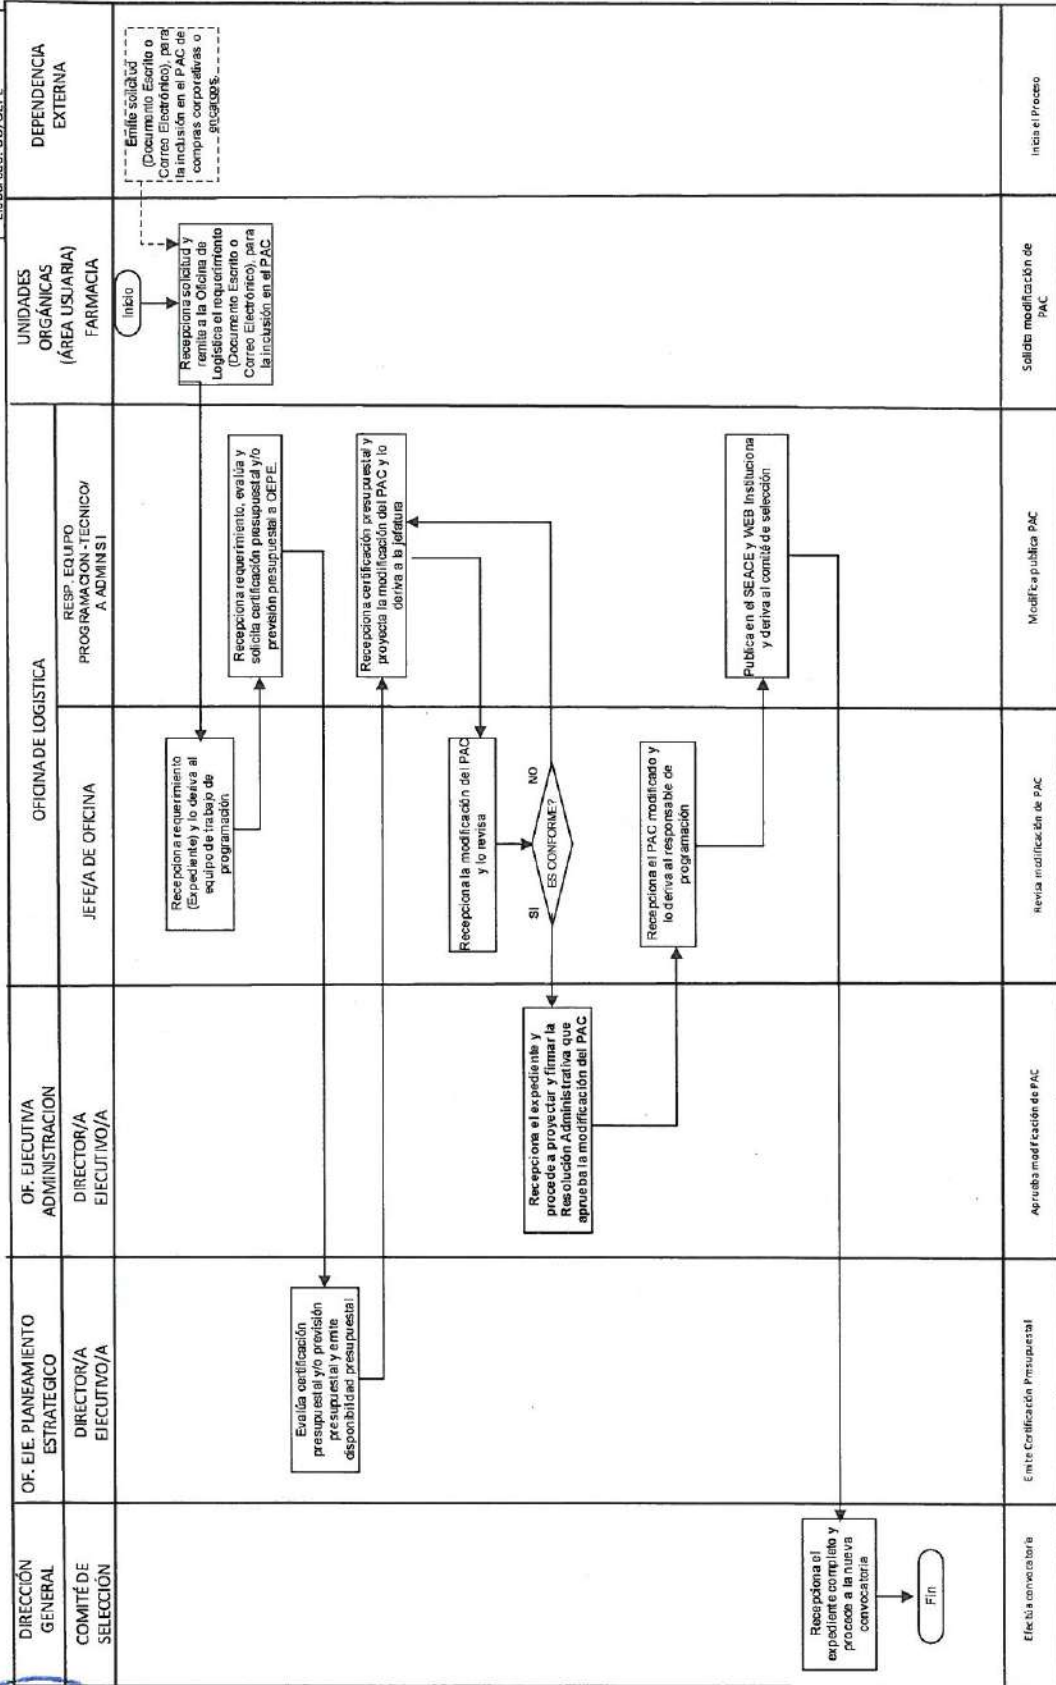 DIRECCIÓN
GENERAL
COMITÉ DE
SELECCIÓN
OF. EJE. PLANEAMIENTO
ESTRATEGICO
DIRECTOR/A
EJECUTIVO/A
OF. EJECUTIVA
ADMINISTRACION
DIRECTOR/A
EJECUTIVO/A
OFICINA DE LOGISTICA
JEFE/A DE OFICINA
RESP. EQUIPO
PROGRAMACION-TECNICO/
A ADMINSI
UNIDADES
ORGÁNICAS
(ÁREA USUARIA)
FARMACIA
DEPENDENCIA
EXTERNA
Inicio
Emite solicitud
(Documento Escrito o
Correo Electrónico), para
la inclusión en el PAC de
compras corporativas o
encargos.
Recepciona solicitud y
remite a la Oficina de
Logística el requerimiento
(Documento Escrito o
Correo Electrónico), para
la inclusión en el PAC
Recepciona requerimiento
(Expediente) y lo deriva al
equipo de trabajo de
programación
Recepciona requerimiento, evalúa y
solicita certificación presupuestal y/o
previsión presupuestal a OEPE.
Evalúa certificación
presupuestal y/o previsión
presupuestal y emite
disponibilidad presupuestal
Recepciona certificación presupuestal y
proyecta la modificación del PAC y lo
deriva a la jefatura
Recepciona la modificación del PAC
y lo revisa
SI
ES CONFORME?
NO
Recepciona el expediente y
procede a proyectar y firmar la
Resolución Administrativa que
aprueba la modificación del PAC
Recepciona el PAC modificado y
lo deriva al responsable de
programación
Publica en el SEACE y WEB Instituciona
y deriva al comité de selección
Recepciona el
expediente completo y
procede a la nueva
convocatoria
Fin
Efectúa convocatoria
Emite Certificación Presupuestal
Aprueba modificación de PAC
Revisa modificación de PAC
Modifica publica PAC
Solicita modificación de
PAC
Inicia el Proceso